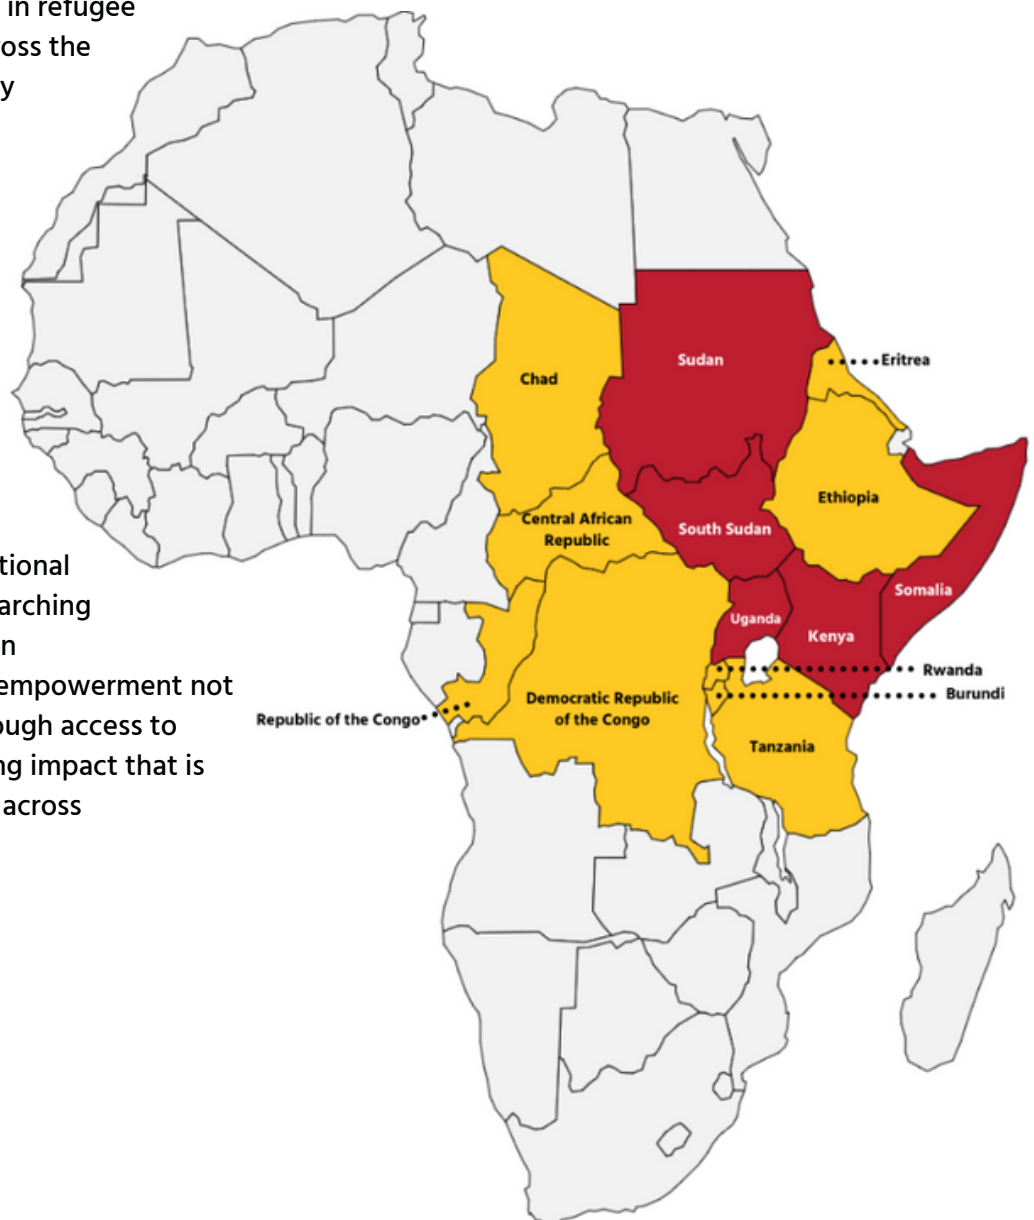 in refugee
oss the
y
tional
arching
n
empowerment not
ough access to
ng impact that is
across
Sudan
Eritrea
Chad
Ethiopia
Central African
Republic
South Sudan
Somalia
Uganda
Kenya
Rwanda
Burundi
Democratic Republic
of the Congo
Republic of the Congo
Tanzania